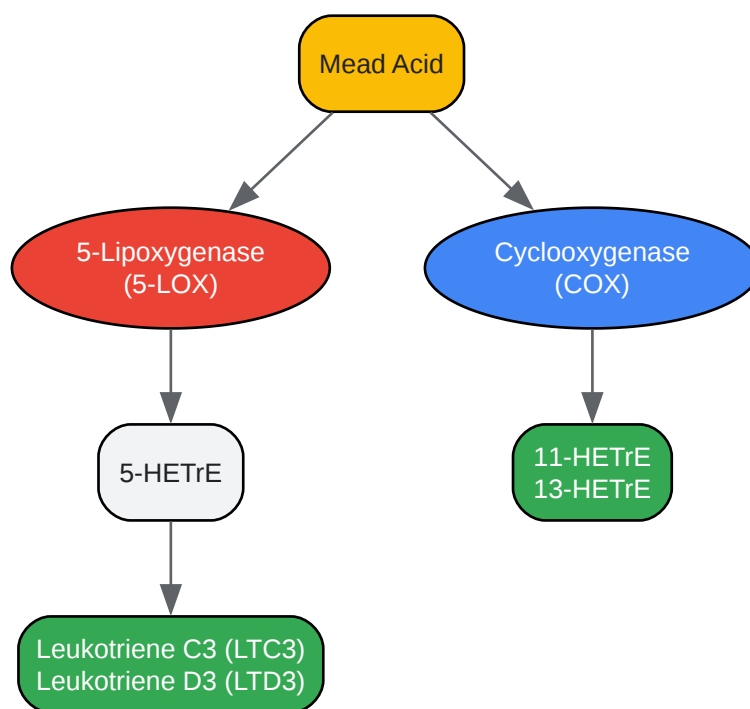 Mead Acid
5-Lipoxygenase
(5-LOX)
Cyclooxygenase
(COX)
5-HETrE
11-HETrE
13-HETrE
Leukotriene C3 (LTC3)
Leukotriene D3 (LTD3)